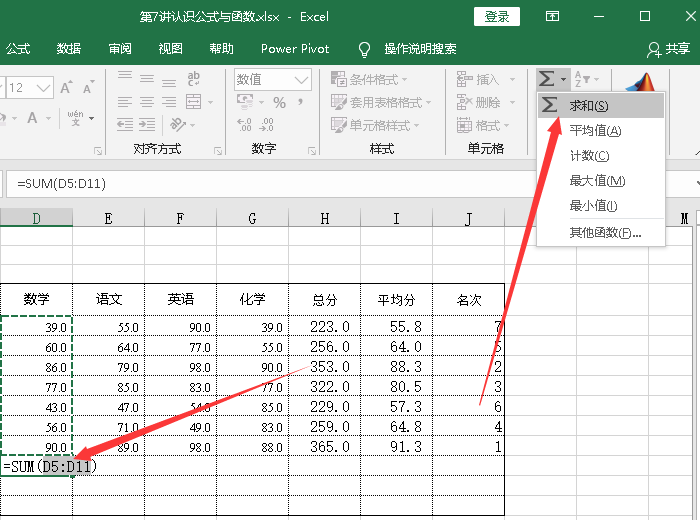 第7讲认识公式与函数.xlsx - Excel
登录
公式 数据 审阅 视图 帮助 Power Pivot 操作说明搜索 共享
12 A A ab 数值 条件格式 插入 Σ A Z
% , 套用表格格式 删除
A wén 文 .00 .00 单元格格式 格式
对齐方式 数字 样式 单元格
Σ 求和(S)
平均值(A)
计数(C)
最大值(M)
最小值(I)
其他函数(F)...
=SUM(D5:D11)
D E F G H I J M
数学 语文 英语 化学 总分 平均分 名次
39.0 55.0 90.0 39.0 223.0 55.8 7
60.0 64.0 77.0 55.0 256.0 64.0 5
86.0 79.0 98.0 90.0 353.0 88.3 2
77.0 85.0 83.0 77.0 322.0 80.5 3
43.0 47.0 54.0 85.0 229.0 57.3 6
56.0 71.0 49.0 83.0 259.0 64.8 4
90.0 89.0 98.0 88.0 365.0 91.3 1
=SUM(D5:D11)